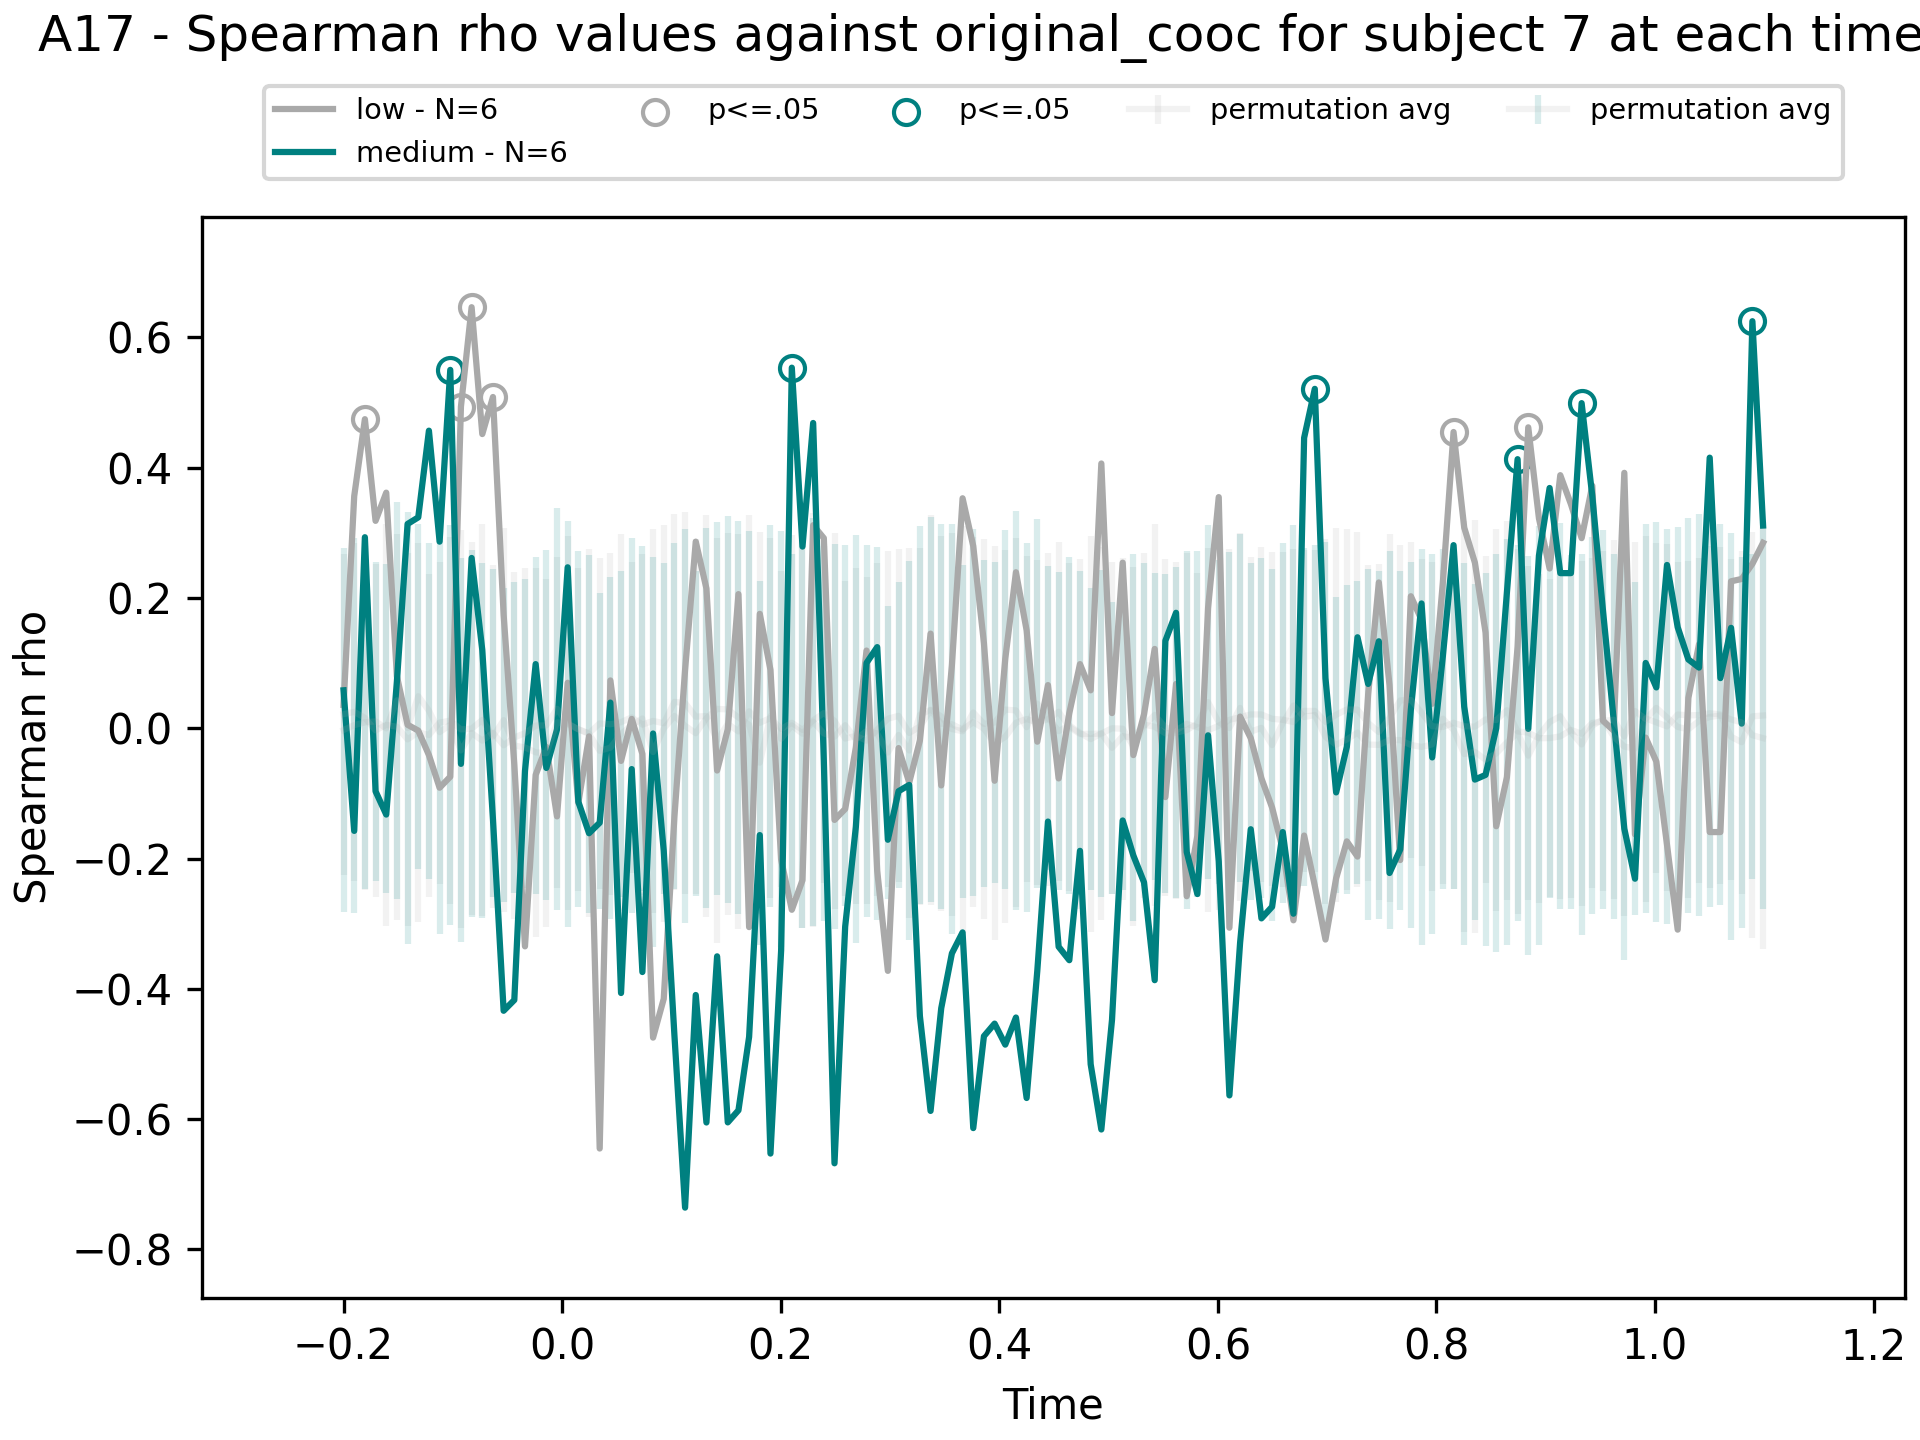 A17 - Spearman rho values against original_cooc for subject 7 at each time
low - N=6
medium - N=6
p<=.05
p<=.05
permutation avg
permutation avg
Spearman rho
0.6
0.4
0.2
0.0
−0.2
−0.4
−0.6
−0.8
−0.2
0.0
0.2
0.4
0.6
0.8
1.0
1.2
Time